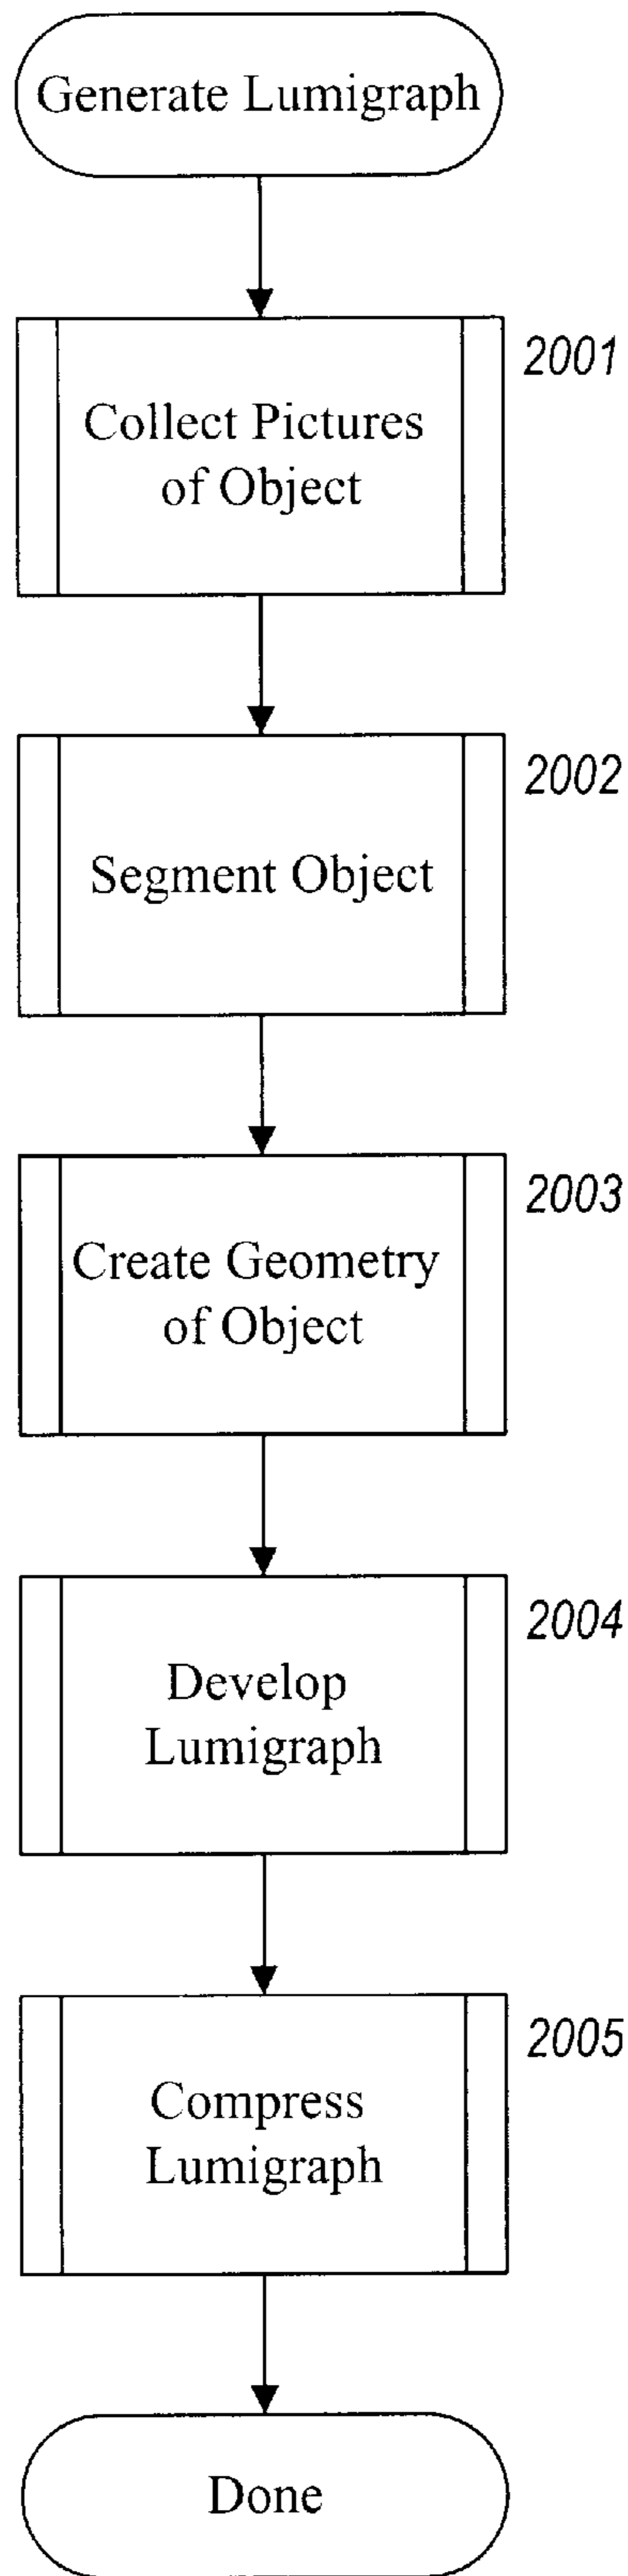 Generate Lumigraph
2001
Collect Pictures
of Object
2002
Segment Object
2003
Create Geometry
of Object
2004
Develop
Lumigraph
2005
Compress
Lumigraph
Done